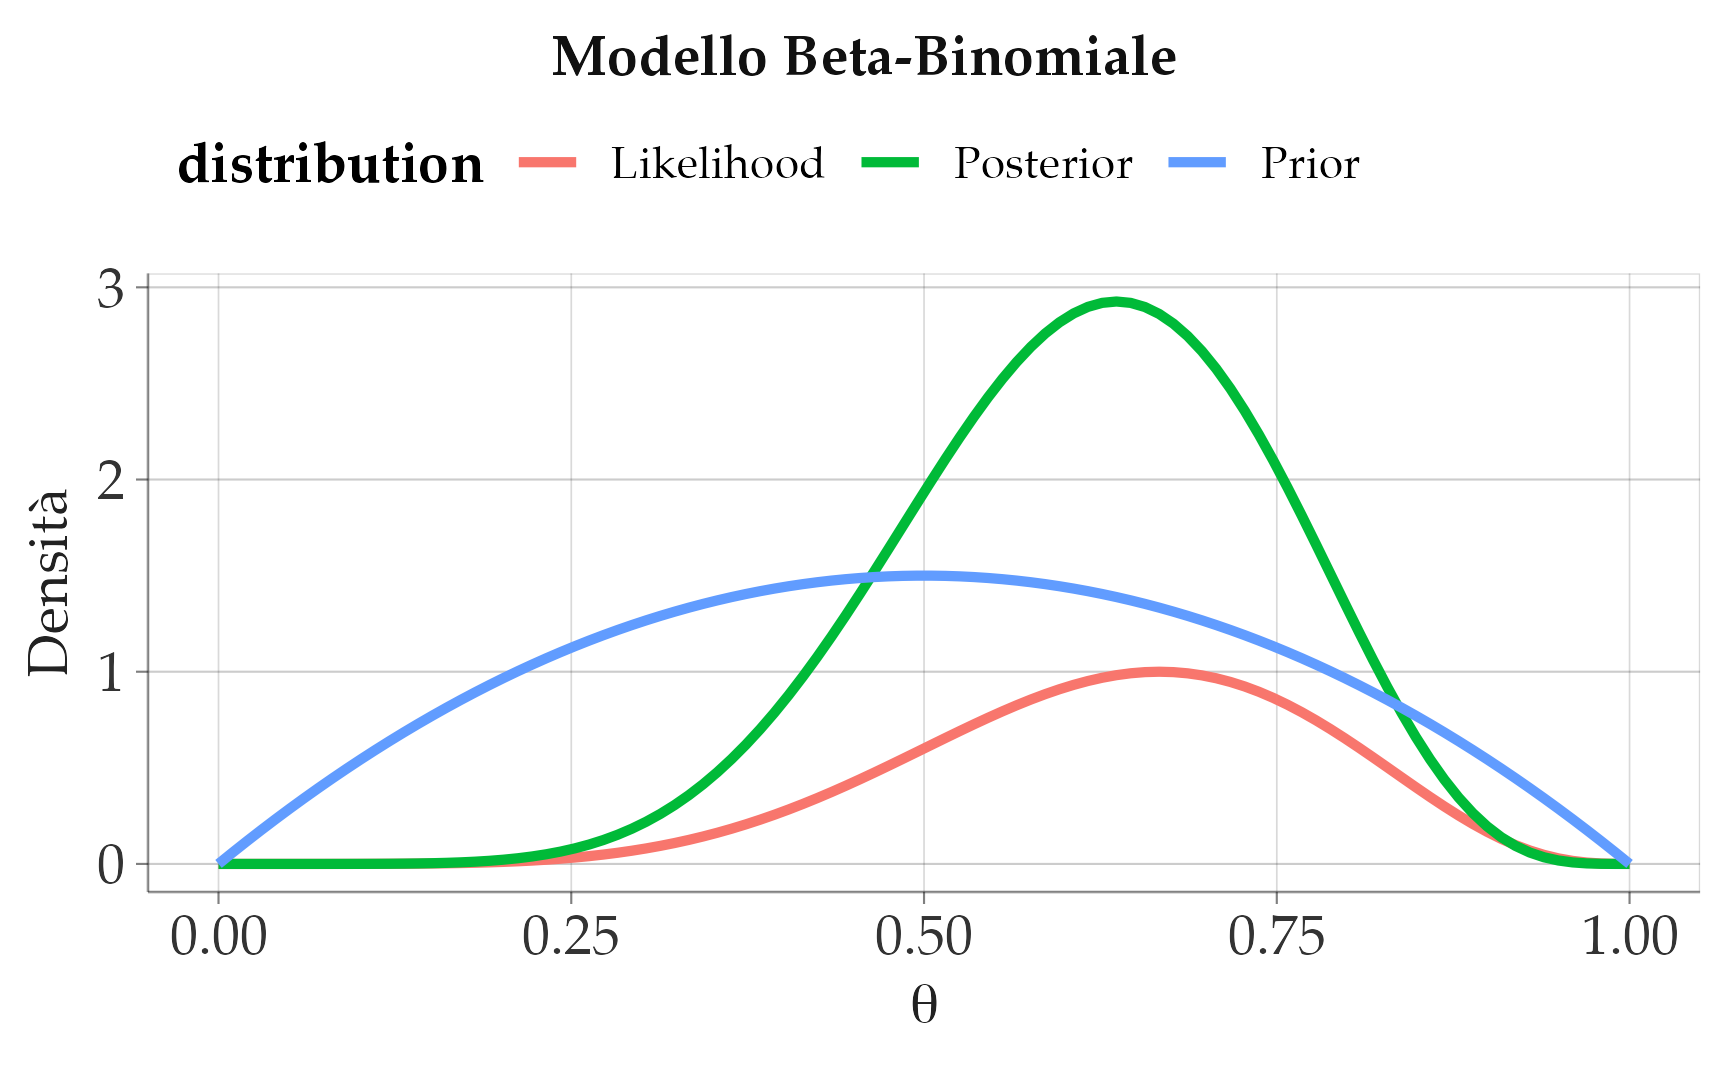 Modello Beta-Binomiale
distribution Likelihood Posterior Prior
3
2
1
0
Densità
0.00 0.25 0.50 0.75 1.00
θ